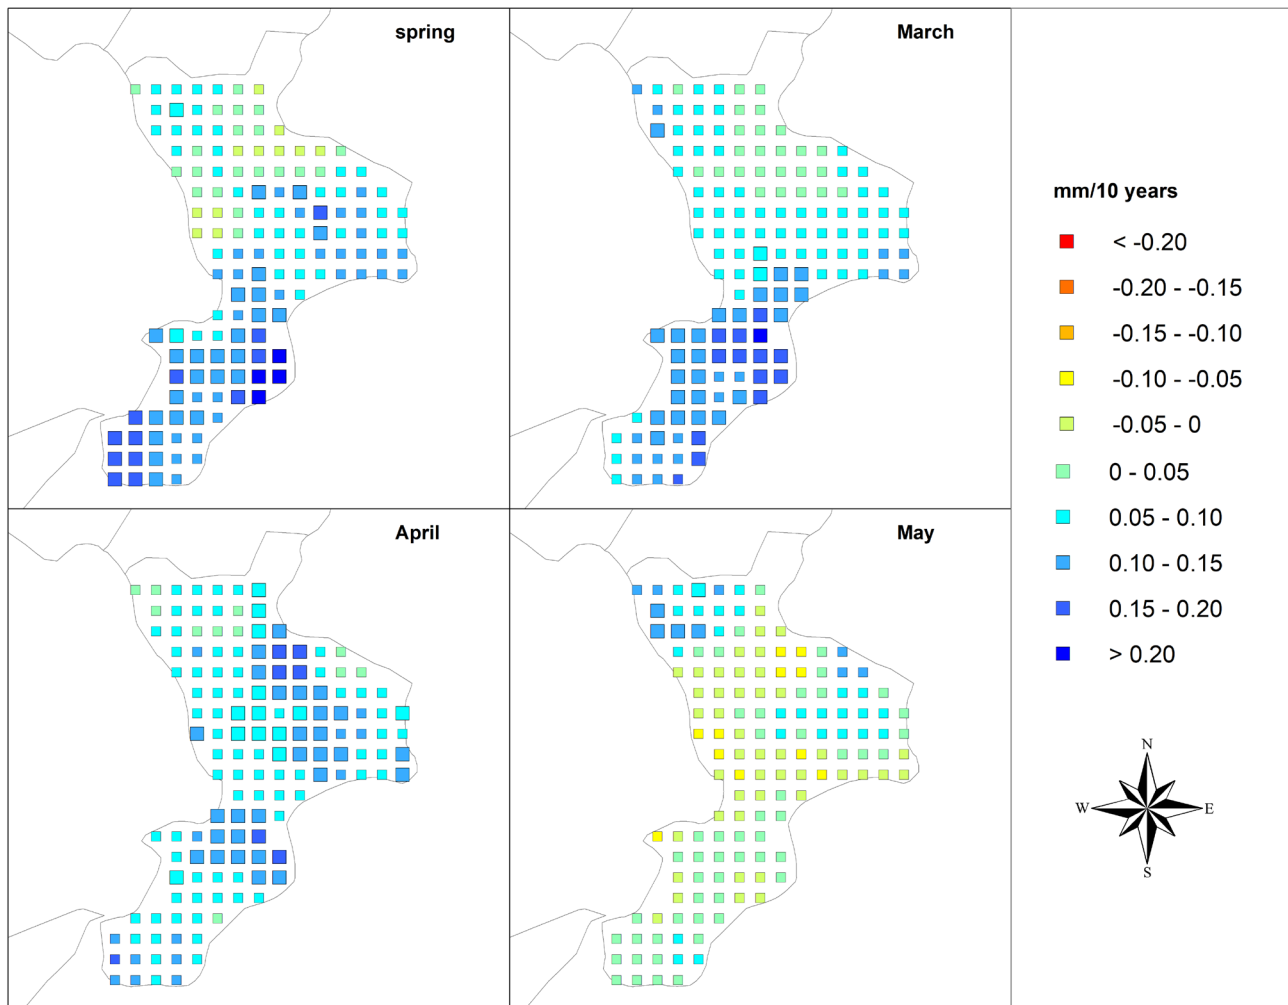 spring
March
April
May
mm/10 years
< -0.20
-0.20 - -0.15
-0.15 - -0.10
-0.10 - -0.05
-0.05 - 0
0 - 0.05
0.05 - 0.10
0.10 - 0.15
0.15 - 0.20
> 0.20
N
W E
S